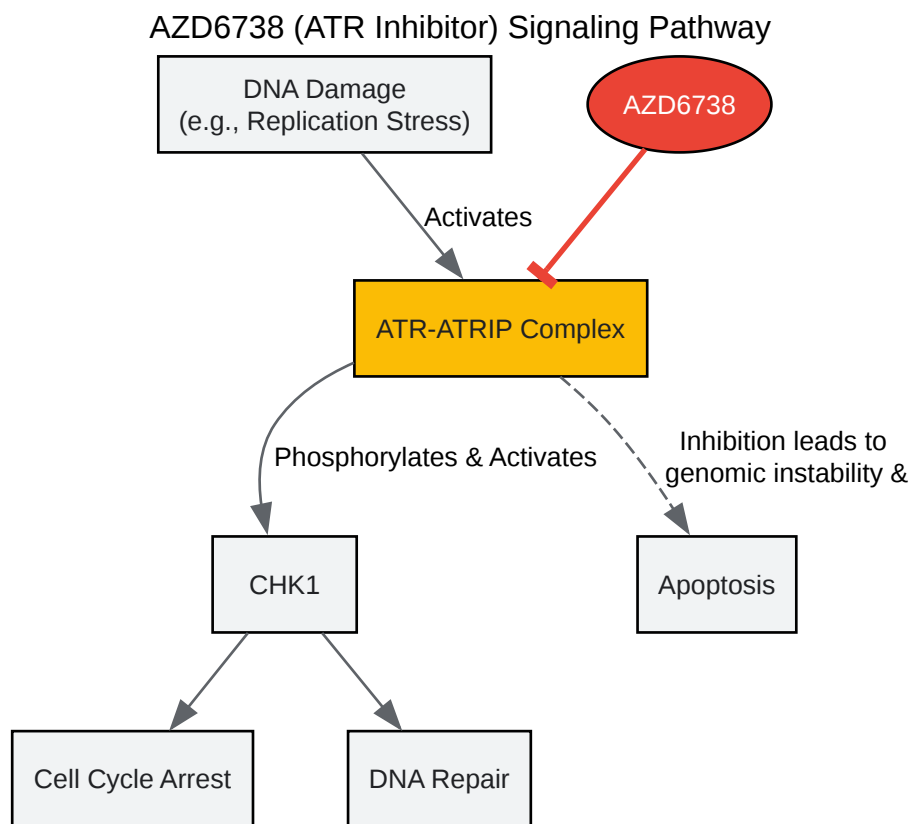 AZD6738 (ATR Inhibitor) Signaling Pathway
DNA Damage
(e.g., Replication Stress)
AZD6738
Activates
ATR-ATRIP Complex
Phosphorylates & Activates
Inhibition leads to
genomic instability &
CHK1
Apoptosis
Cell Cycle Arrest
DNA Repair